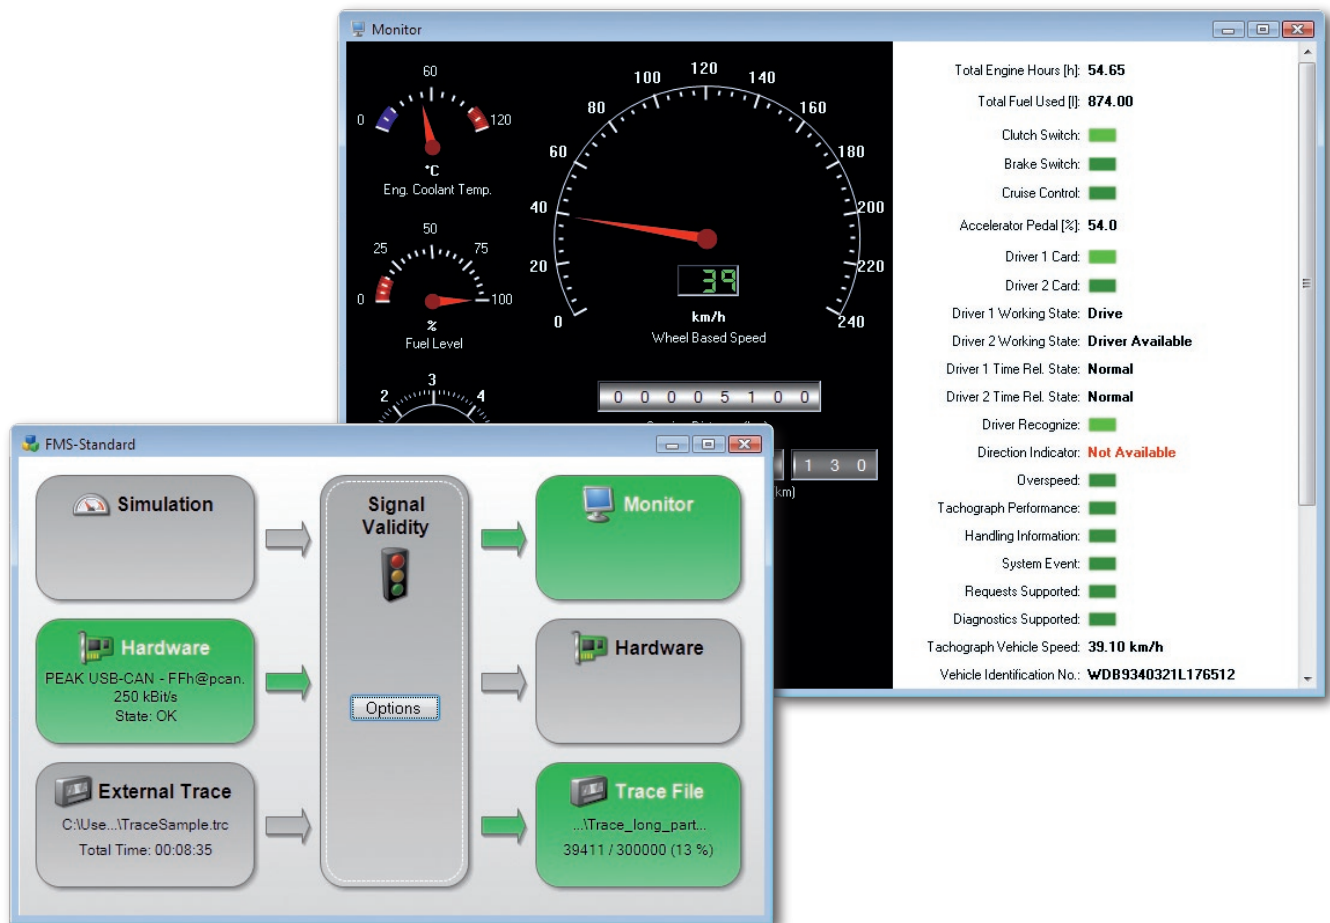 Monitor
60
0
120
°C
Eng. Coolant Temp.
50
25
75
0
100
%
Fuel Level
3
2
4
120
100
140
80
160
60
180
40
200
20
220
0
240
39
km/h
Wheel Based Speed
0 0 0 0 5 1 0 0
1 3 0
km)
Total Engine Hours [h]: 54.65
Total Fuel Used [l]: 874.00
Clutch Switch:
Brake Switch:
Cruise Control:
Accelerator Pedal [%]: 54.0
Driver 1 Card:
Driver 2 Card:
Driver 1 Working State: Drive
Driver 2 Working State: Driver Available
Driver 1 Time Rel. State: Normal
Driver 2 Time Rel. State: Normal
Driver Recognize:
Direction Indicator: Not Available
Overspeed:
Tachograph Performance:
Handling Information:
System Event:
Requests Supported:
Diagnostics Supported:
Tachograph Vehicle Speed: 39.10 km/h
Vehicle Identification No.: WDB9340321L176512
FMS-Standard
Simulation
Hardware
PEAK USB-CAN - FFh@pcan.
250 kBit/s
State: OK
External Trace
C:\Use...\TraceSample.trc
Total Time: 00:08:35
Signal
Validity
Options
Monitor
Hardware
Trace File
...\Trace_long_part...
39411 / 300000 (13 %)